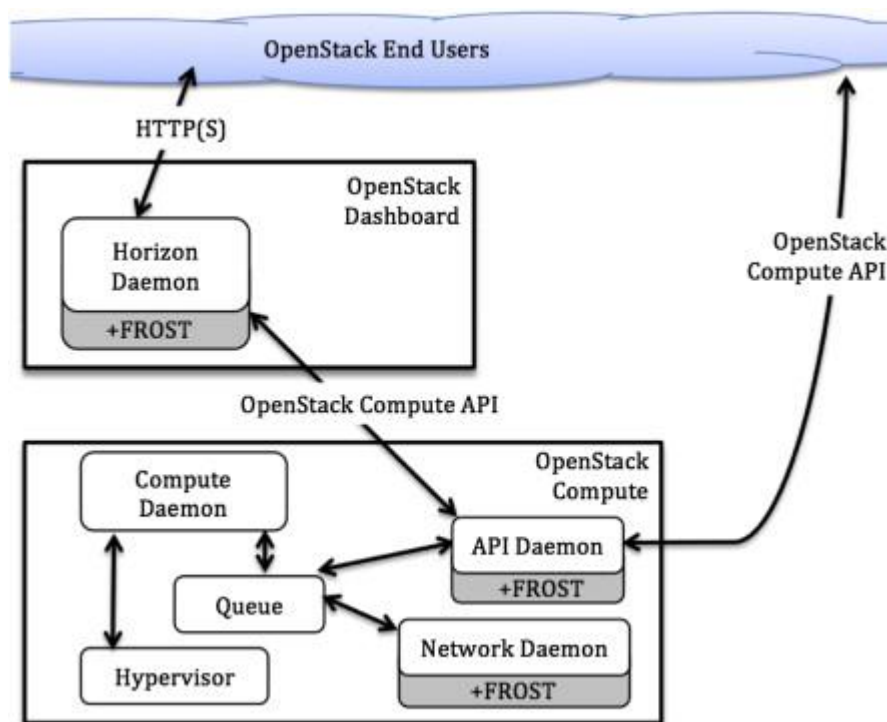 OpenStack End Users
HTTP(S)
OpenStack
Dashboard
Horizon
Daemon
+FROST
OpenStack
Compute API
OpenStack Compute API
OpenStack
Compute
Compute
Daemon
API Daemon
+FROST
Queue
Network Daemon
+FROST
Hypervisor